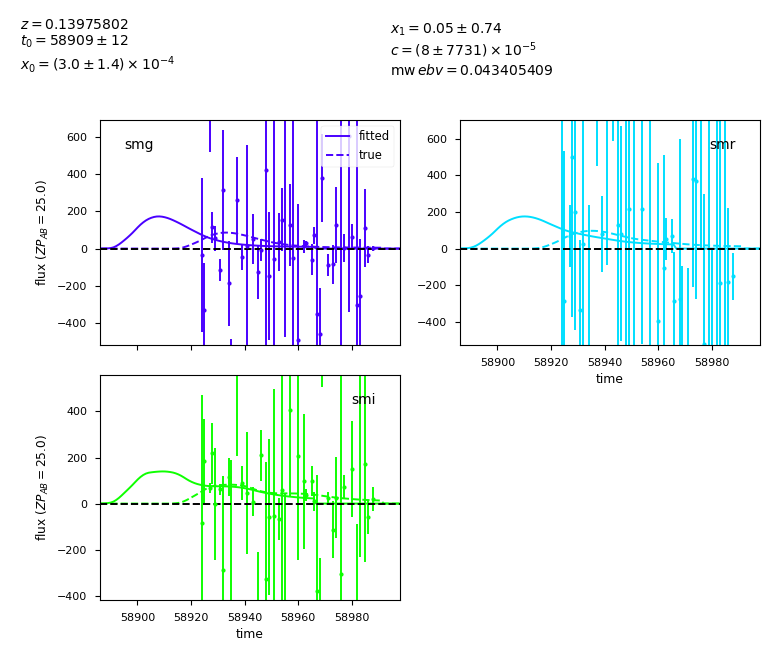 z = 0.13975802
t₀ = 58909 ± 12
x₀ = (3.0 ± 1.4) × 10⁻⁴
x₁ = 0.05 ± 0.74
c = (8 ± 7731) × 10⁻⁵
mw ebv = 0.043405409
smg
fitted
true
600
400
200
0
−200
−400
flux (ZP_AB = 25.0)
smr
600
400
200
0
−200
−400
58900 58920 58940 58960 58980
time
smi
400
200
0
−200
−400
flux (ZP_AB = 25.0)
58900 58920 58940 58960 58980
time